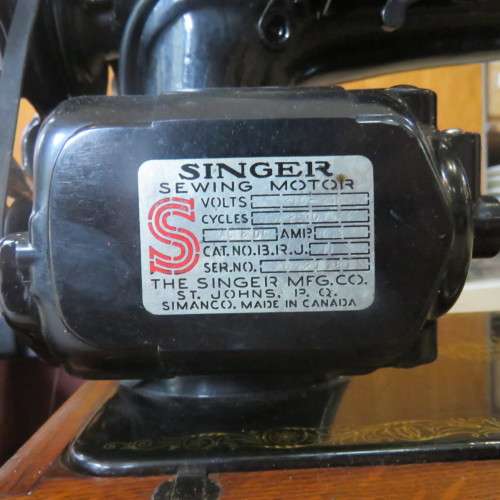 SINGER
SEWING MOTOR
S
VOLTS
CYCLES
AMP.
CAT. NO. B.R.J.
SER. NO.
THE SINGER MFG. CO.
ST. JOHNS, P. Q.
SIMANCO. MADE IN CANADA